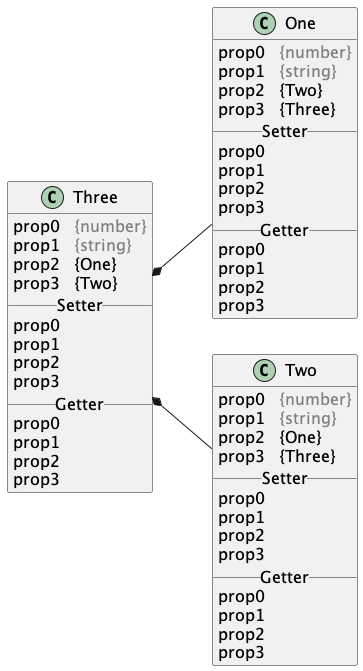 C One
prop0 {number}
prop1 {string}
prop2 {Two}
prop3 {Three}
Setter
prop0
prop1
prop2
prop3
Getter
prop0
prop1
prop2
prop3
C Three
prop0 {number}
prop1 {string}
prop2 {One}
prop3 {Two}
Setter
prop0
prop1
prop2
prop3
Getter
prop0
prop1
prop2
prop3
C Two
prop0 {number}
prop1 {string}
prop2 {One}
prop3 {Three}
Setter
prop0
prop1
prop2
prop3
Getter
prop0
prop1
prop2
prop3